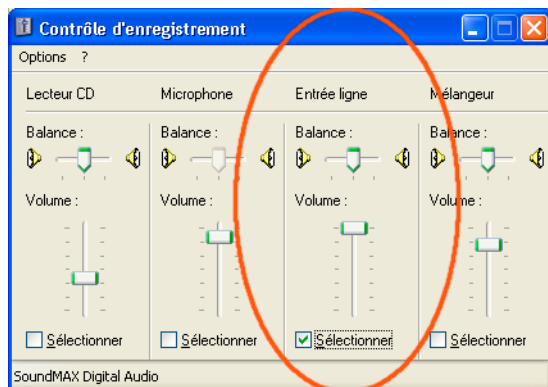 Contrôle d'enregistrement
Options ?
Lecteur CD Microphone Entrée ligne Mélangeur
Balance : Balance : Balance : Balance :
Volume : Volume : Volume : Volume :
Sélectionner Sélectionner Sélectionner Sélectionner
SoundMAX Digital Audio